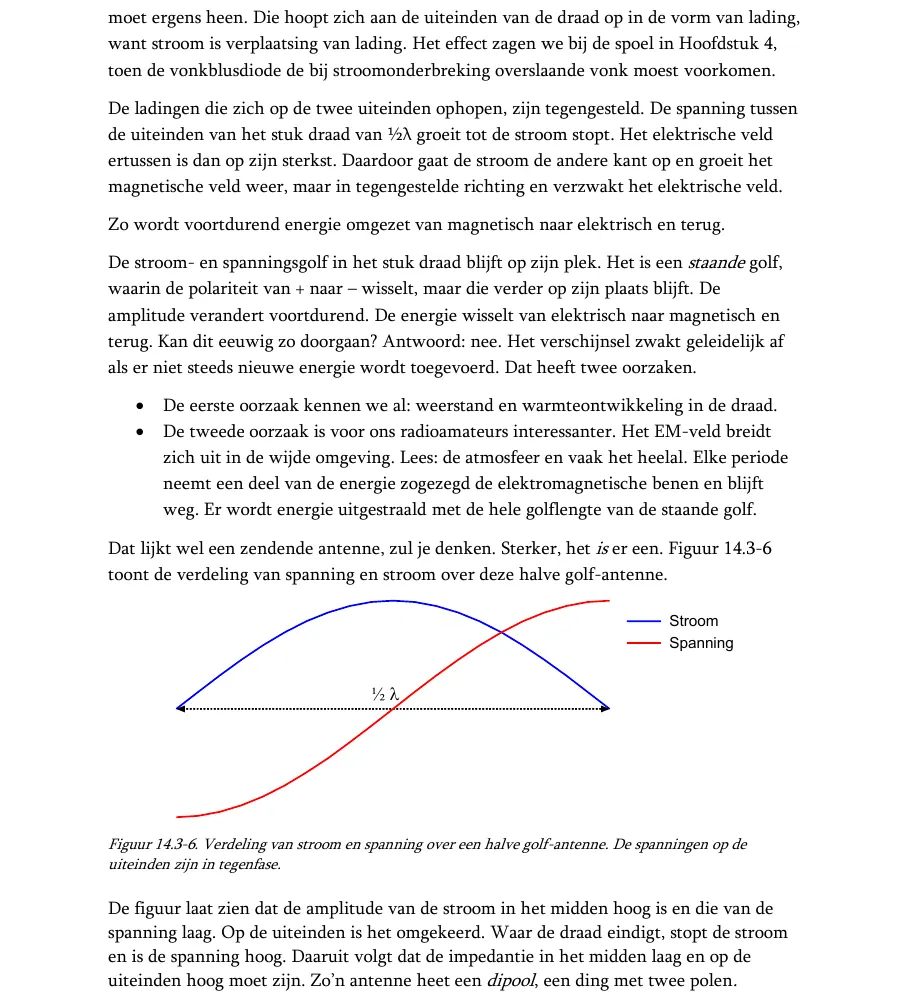 moet ergens heen. Die hoopt zich aan de uiteinden van de draad op in de vorm van lading,
want stroom is verplaatsing van lading. Het effect zagen we bij de spoel in Hoofdstuk 4,
toen de vonkblusdiode de bij stroomonderbreking overslaande vonk moest voorkomen.
De ladingen die zich op de twee uiteinden ophopen, zijn tegengesteld. De spanning tussen
de uiteinden van het stuk draad van ½λ groeit tot de stroom stopt. Het elektrische veld
ertussen is dan op zijn sterkst. Daardoor gaat de stroom de andere kant op en groeit het
magnetische veld weer, maar in tegengestelde richting en verzwakt het elektrische veld.
Zo wordt voortdurend energie omgezet van magnetisch naar elektrisch en terug.
De stroom- en spanningsgolf in het stuk draad blijft op zijn plek. Het is een staande golf,
waarin de polariteit van + naar – wisselt, maar die verder op zijn plaats blijft. De
amplitude verandert voortdurend. De energie wisselt van elektrisch naar magnetisch en
terug. Kan dit eeuwig zo doorgaan? Antwoord: nee. Het verschijnsel zwakt geleidelijk af
als er niet steeds nieuwe energie wordt toegevoerd. Dat heeft twee oorzaken.
• De eerste oorzaak kennen we al: weerstand en warmteontwikkeling in de draad.
• De tweede oorzaak is voor ons radioamateurs interessanter. Het EM-veld breidt
zich uit in de wijde omgeving. Lees: de atmosfeer en vaak het heelal. Elke periode
neemt een deel van de energie zogezegd de elektromagnetische benen en blijft
weg. Er wordt energie uitgestraald met de hele golflengte van de staande golf.
Dat lijkt wel een zendende antenne, zul je denken. Sterker, het is er een. Figuur 14.3-6
toont de verdeling van spanning en stroom over deze halve golf-antenne.
Stroom
Spanning
½ λ
Figuur 14.3-6. Verdeling van stroom en spanning over een halve golf-antenne. De spanningen op de
uiteinden zijn in tegenfase.
De figuur laat zien dat de amplitude van de stroom in het midden hoog is en die van de
spanning laag. Op de uiteinden is het omgekeerd. Waar de draad eindigt, stopt de stroom
en is de spanning hoog. Daaruit volgt dat de impedantie in het midden laag en op de
uiteinden hoog moet zijn. Zo’n antenne heet een dipool, een ding met twee polen.